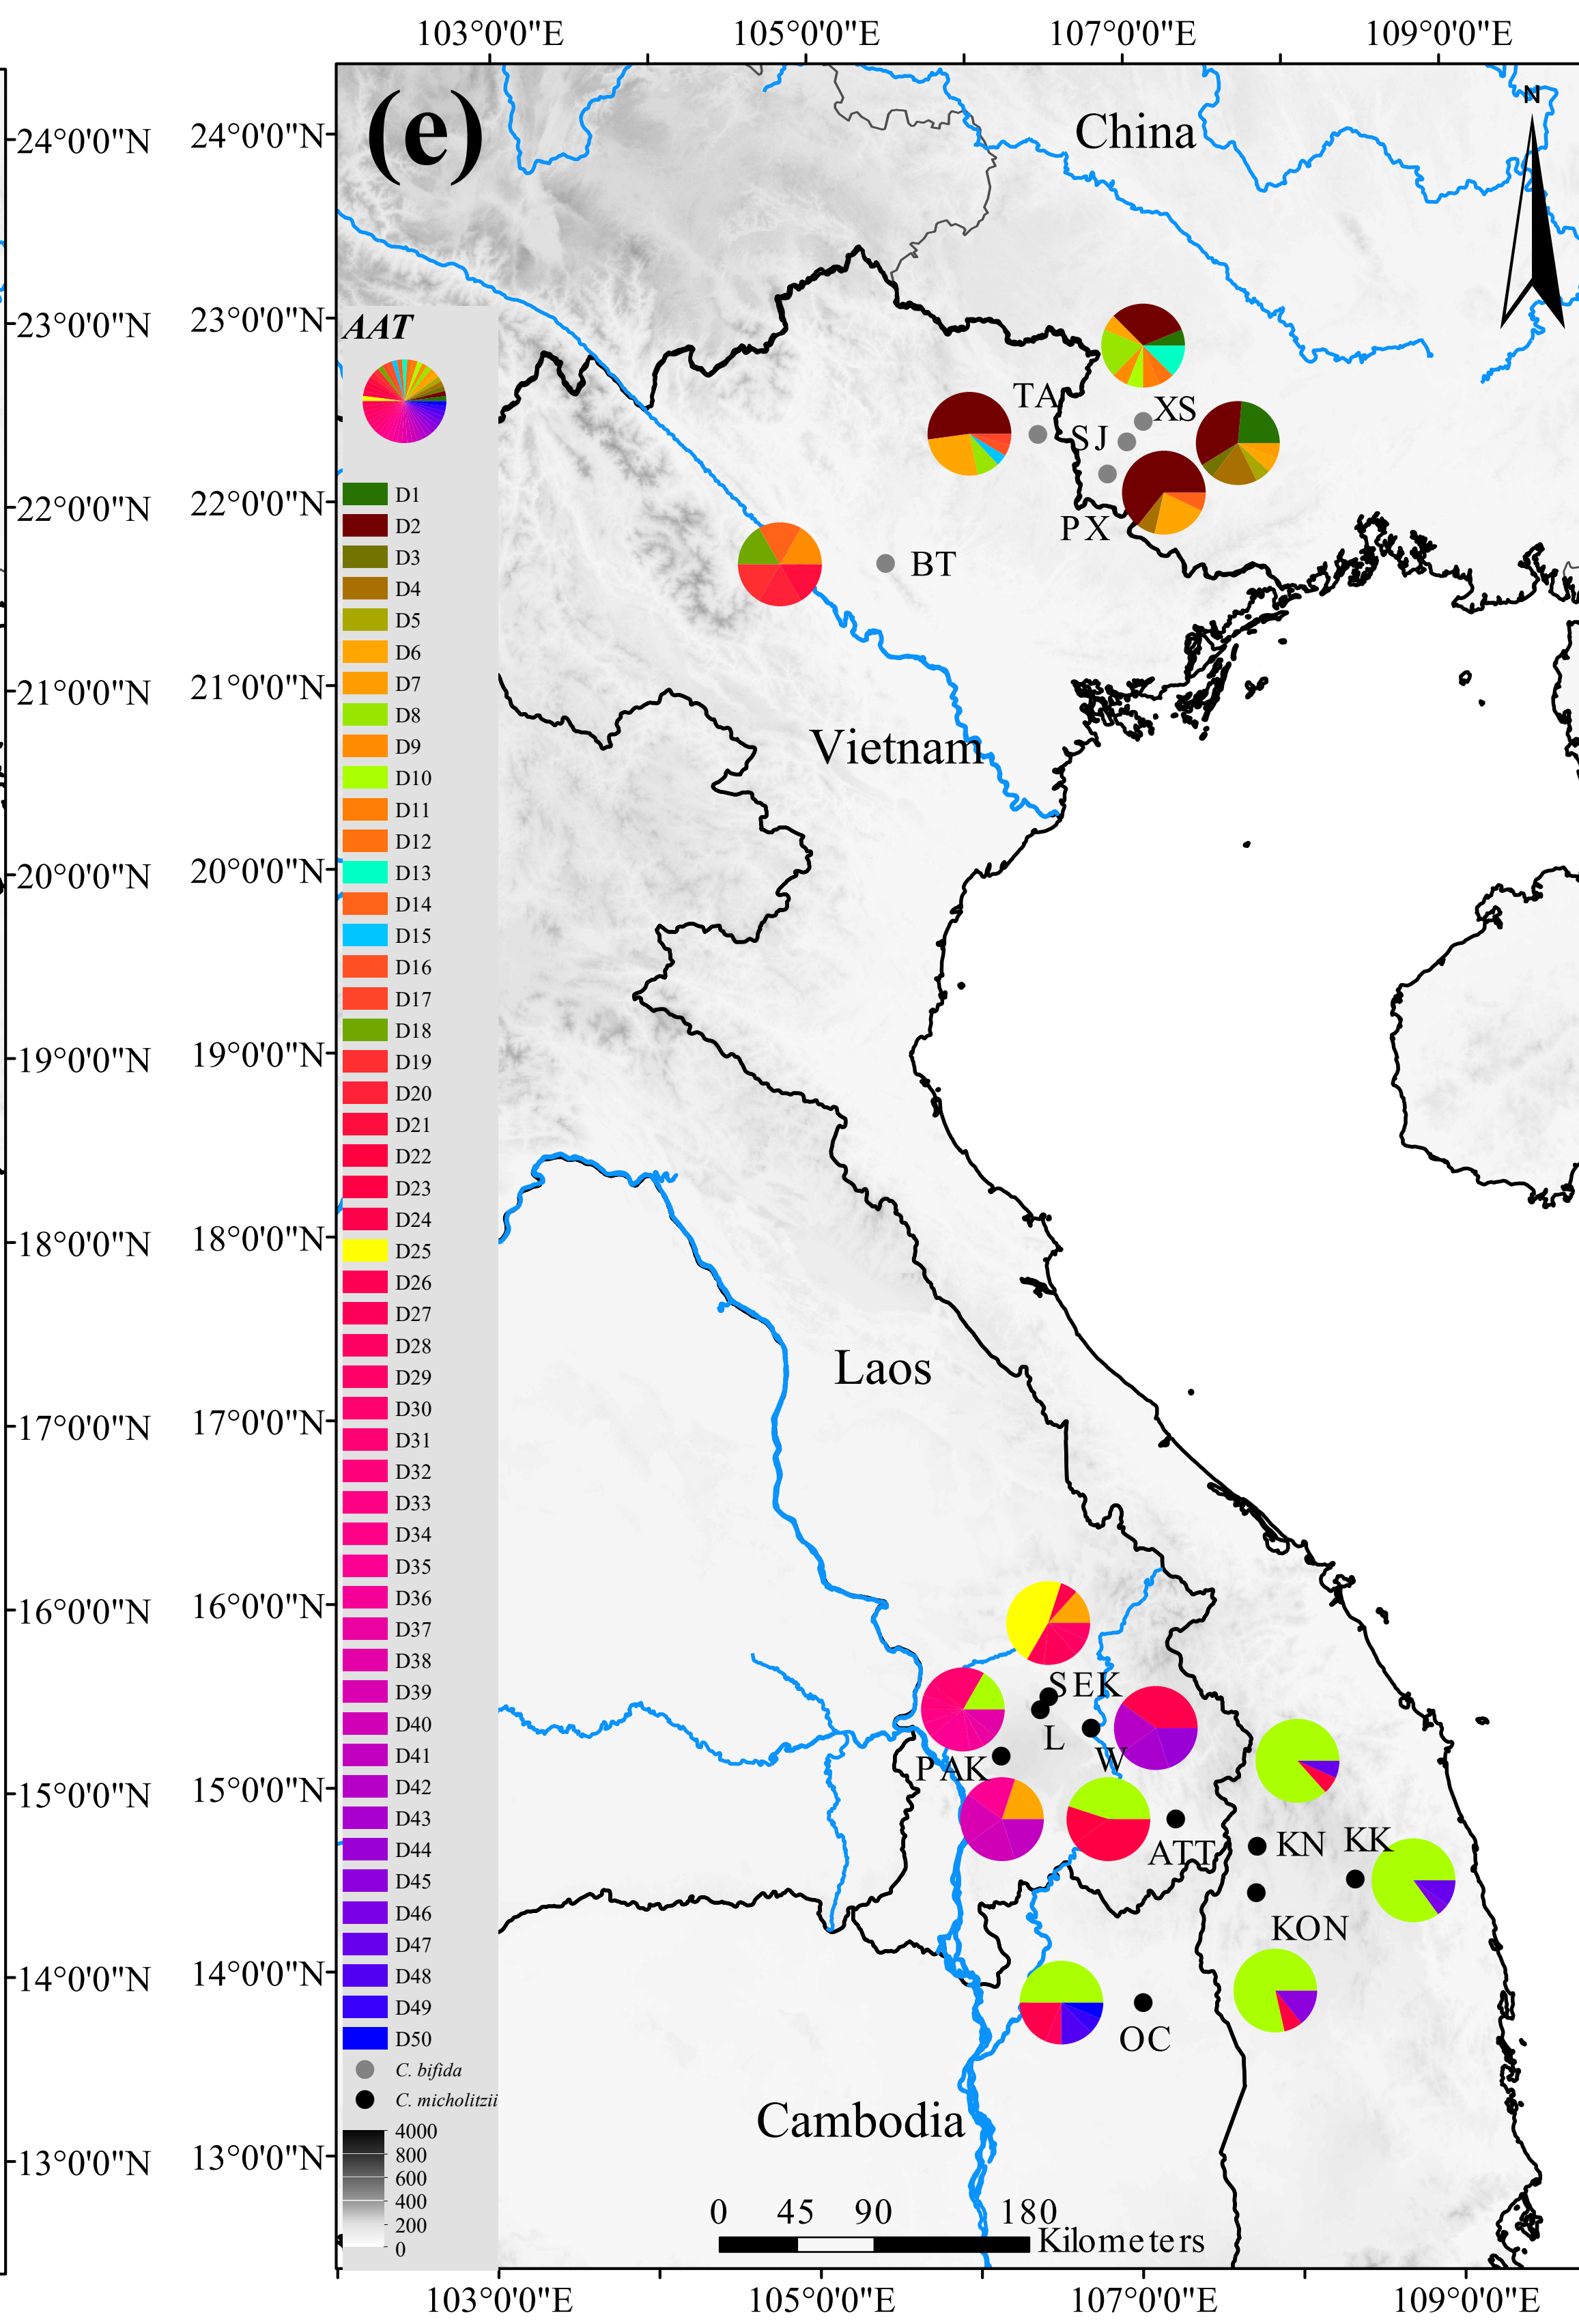 103°0'0"E 105°0'0"E 107°0'0"E 109°0'0"E
(e)
N
China
24°0'0"N 24°0'0"N
23°0'0"N 23°0'0"N
22°0'0"N 22°0'0"N
21°0'0"N 21°0'0"N
20°0'0"N 20°0'0"N
19°0'0"N 19°0'0"N
18°0'0"N 18°0'0"N
17°0'0"N 17°0'0"N
16°0'0"N 16°0'0"N
15°0'0"N 15°0'0"N
14°0'0"N 14°0'0"N
13°0'0"N 13°0'0"N
AAT
D1
D2
D3
D4
D5
D6
D7
D8
D9
D10
D11
D12
D13
D14
D15
D16
D17
D18
D19
D20
D21
D22
D23
D24
D25
D26
D27
D28
D29
D30
D31
D32
D33
D34
D35
D36
D37
D38
D39
D40
D41
D42
D43
D44
D45
D46
D47
D48
D49
D50
C. bifida
C. micholitzii
4000
800
600
400
200
0
TA
XS
SJ
PX
BT
Vietnam
Laos
SEK
L
W
PAK
ATT
KN KK
KON
OC
Cambodia
0 45 90 180
Kilometers
103°0'0"E 105°0'0"E 107°0'0"E 109°0'0"E